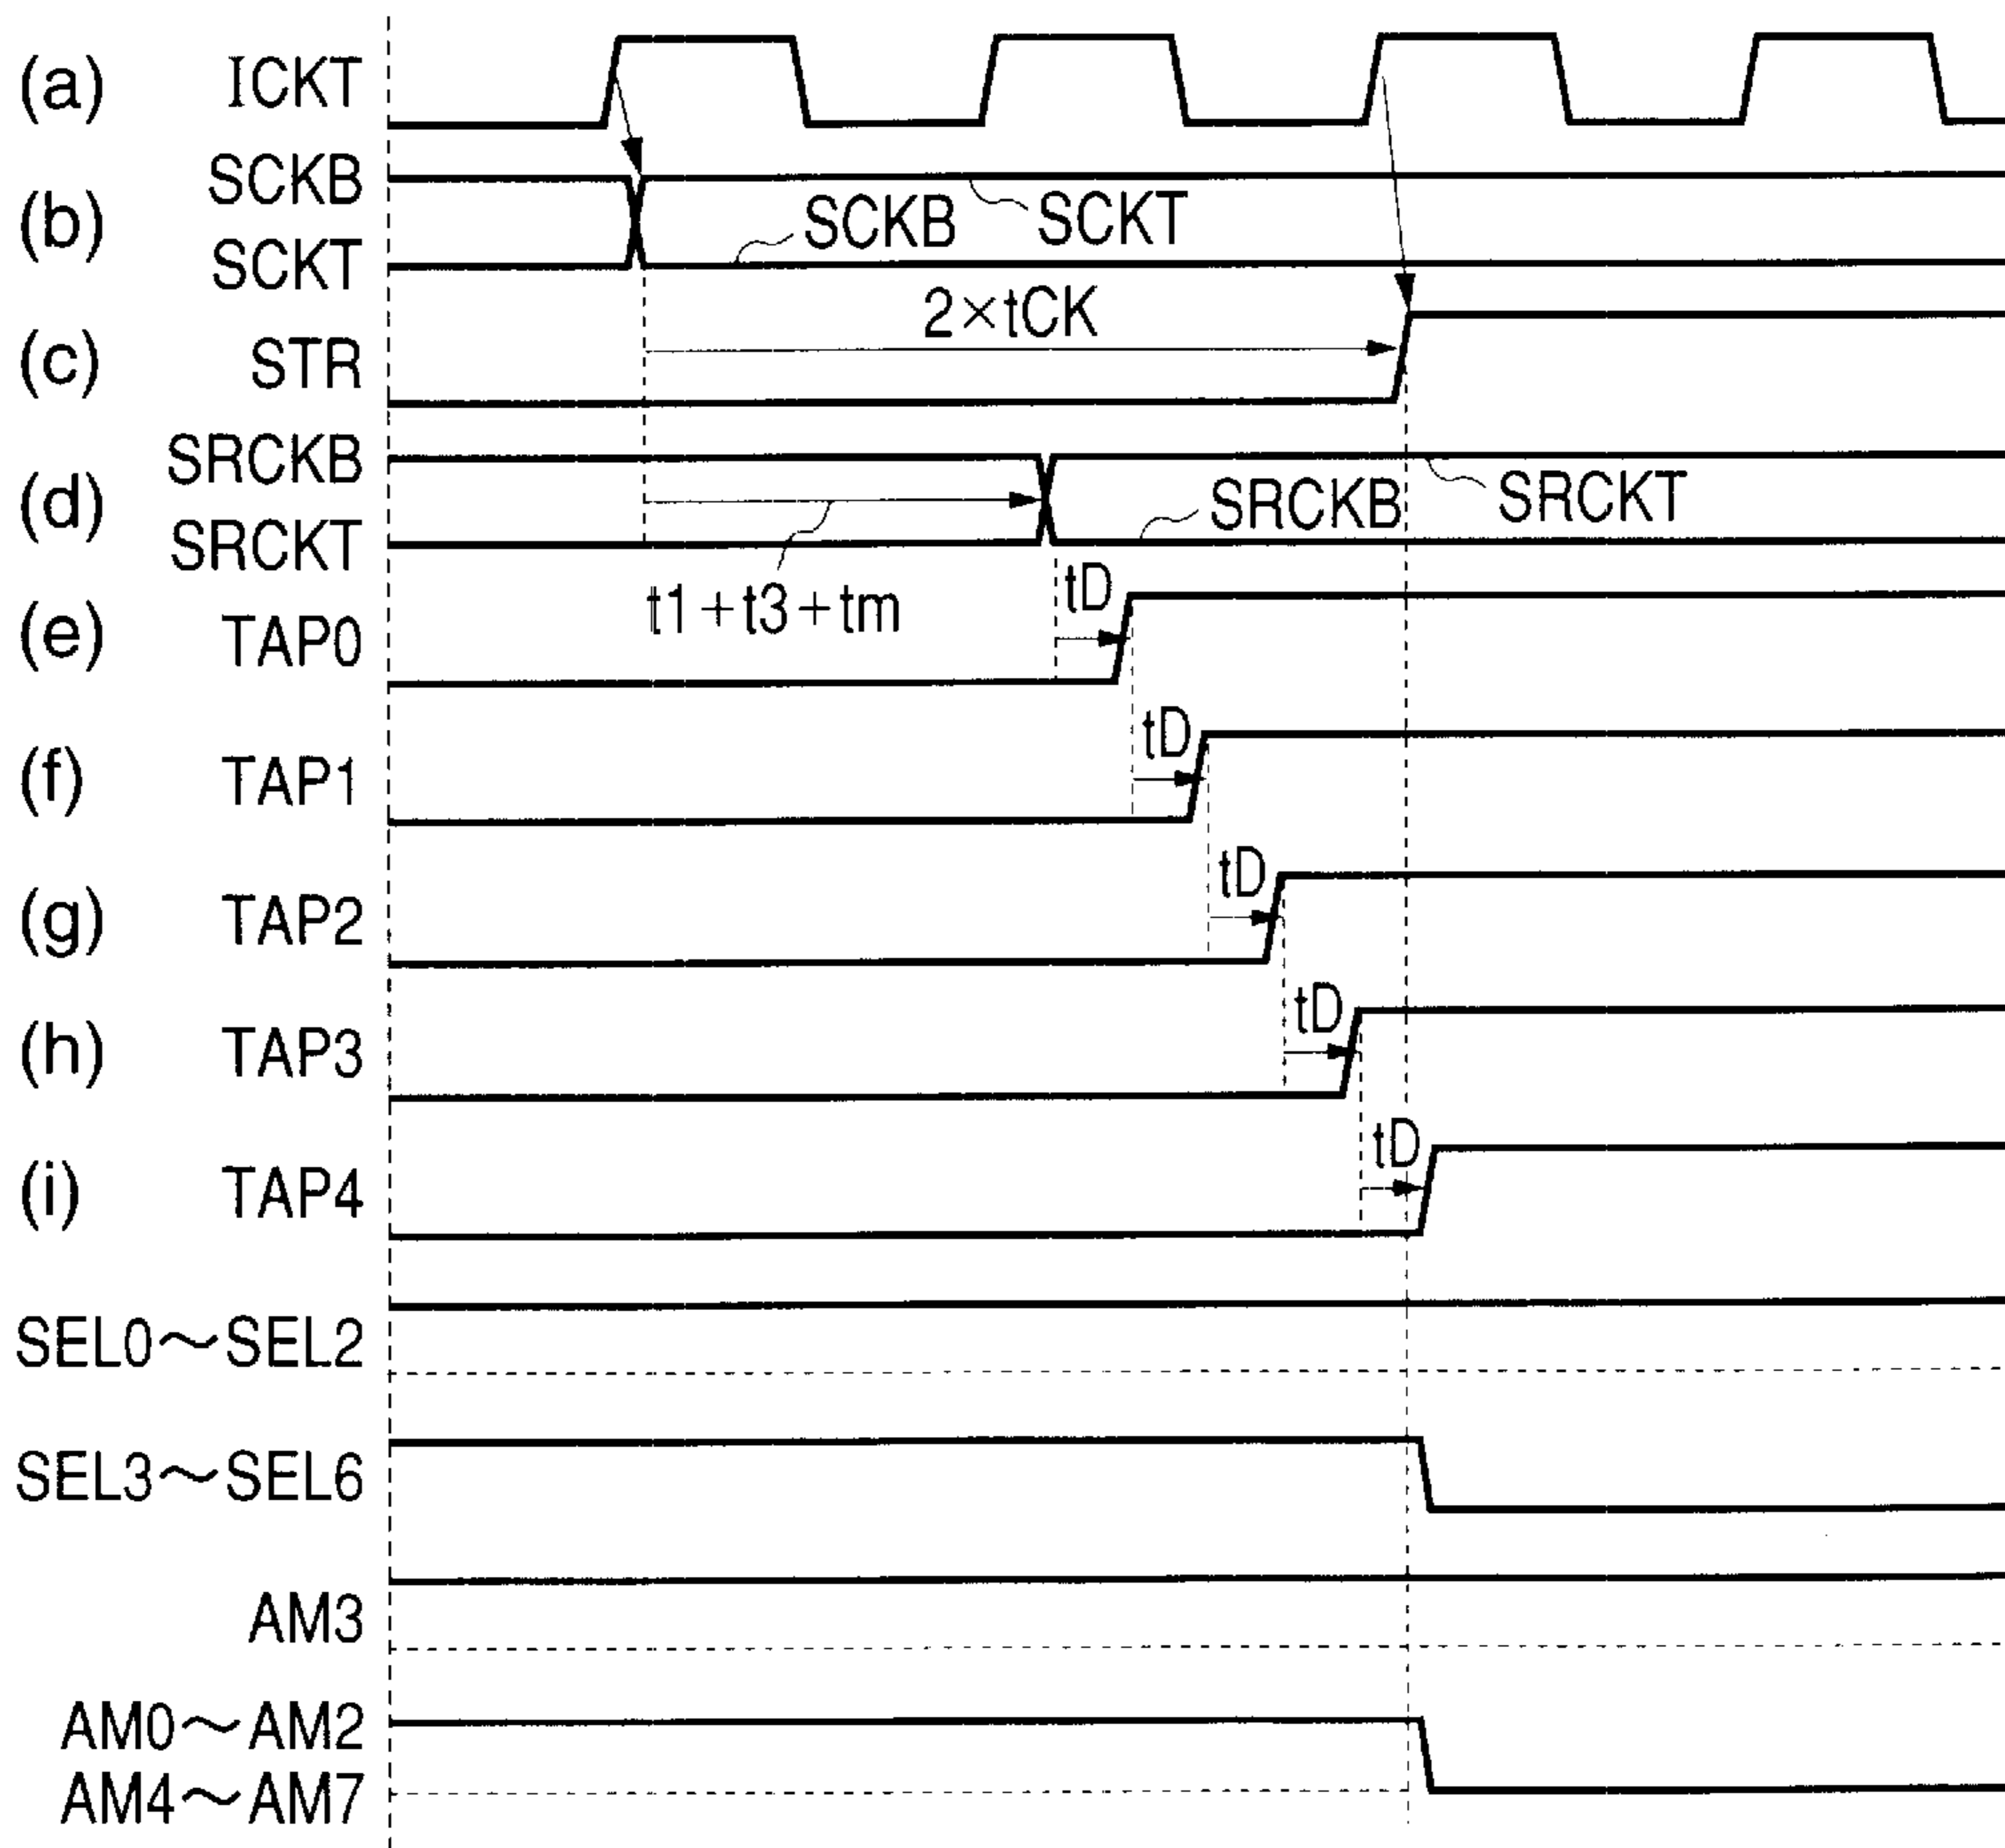 (a) ICKT
SCKB
(b) SCKB SCKT
SCKT
2×tCK
(c) STR
SRCKB
(d) SRCKB SRCKT
SRCKT
t1+t3+tm
tD
(e) TAP0
tD
(f) TAP1
tD
(g) TAP2
tD
(h) TAP3
tD
(i) TAP4
SEL0~SEL2
SEL3~SEL6
AM3
AM0~AM2
AM4~AM7